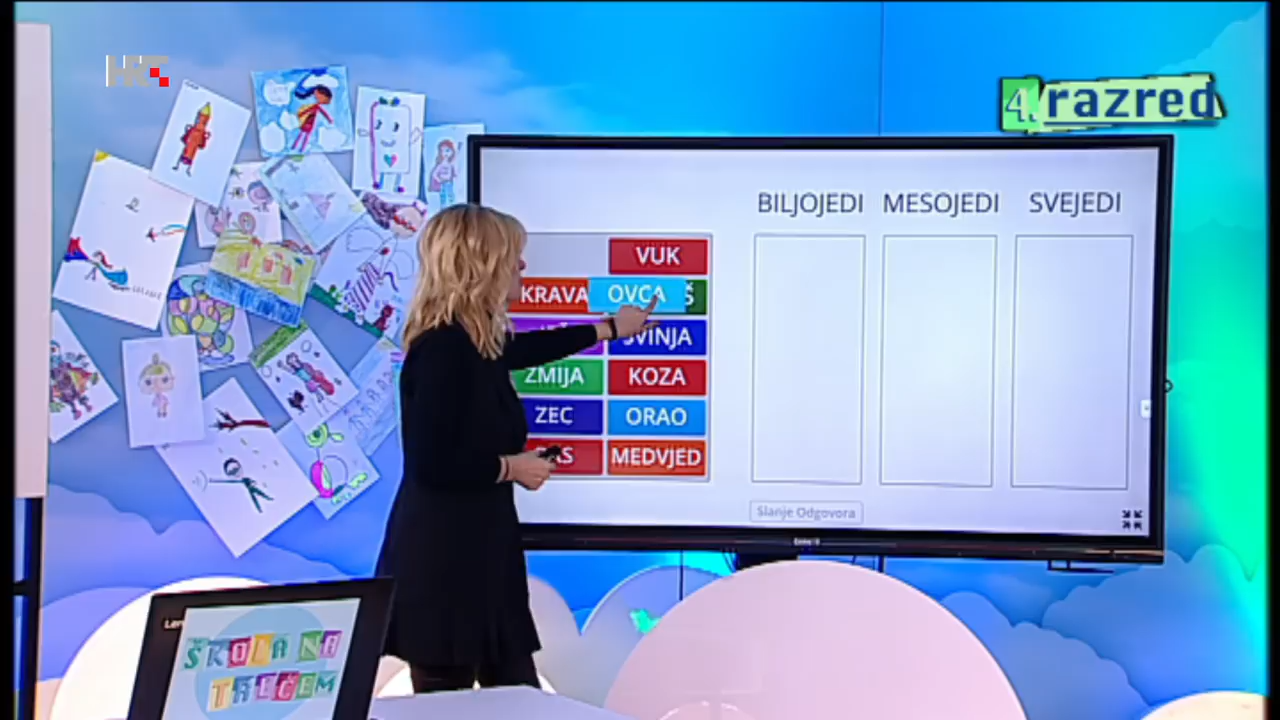 HRT
4. razred
BILJOJEDI MESOJEDI SVEJEDI
VUK
KRAVA OVCA Š
SVINJA
ZMIJA KOZA
ZEC ORAO
PAS MEDVJED
Slanje Odgovora
ŠKOLA NA
TREĆEM